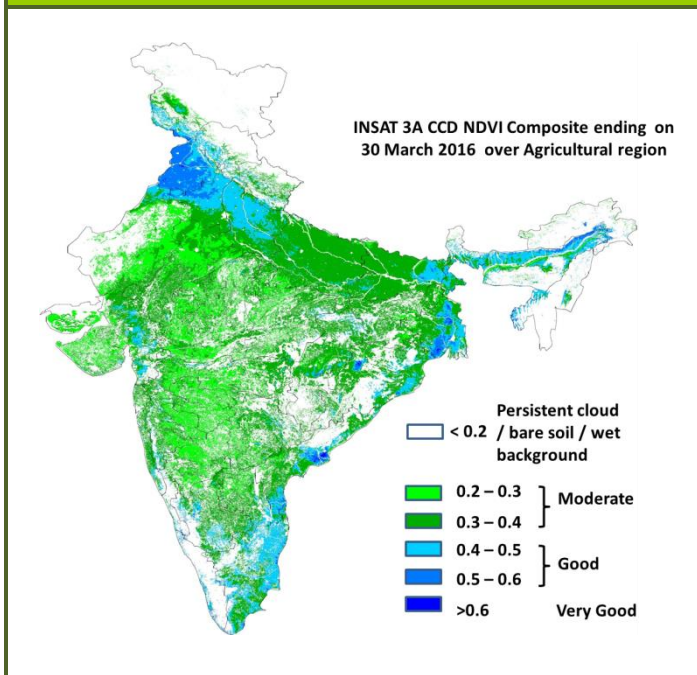 INSAT 3A CCD NDVI Composite ending on
30 March 2016 over Agricultural region
< 0.2 Persistent cloud
/ bare soil / wet
background
0.2 – 0.3
Moderate
0.3 – 0.4
0.4 – 0.5
Good
0.5 – 0.6
>0.6 Very Good